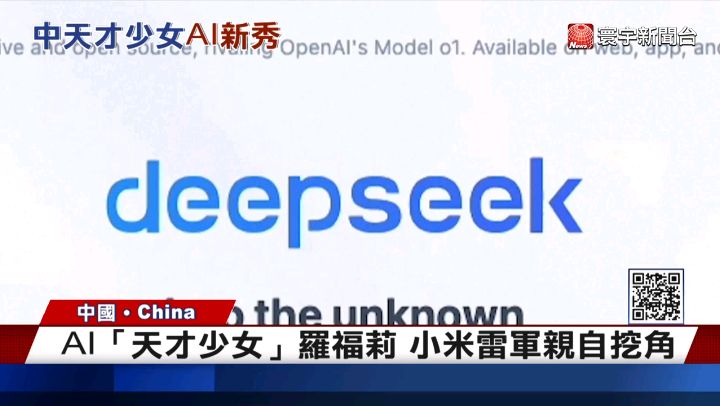 中天才少女AI新秀
寰宇新聞台
News
ive and open source, rivaling OpenAI's Model o1. Available on web, app, and
deepseek
the unknown
中國・China
AI「天才少女」羅福莉 小米雷軍親自挖角